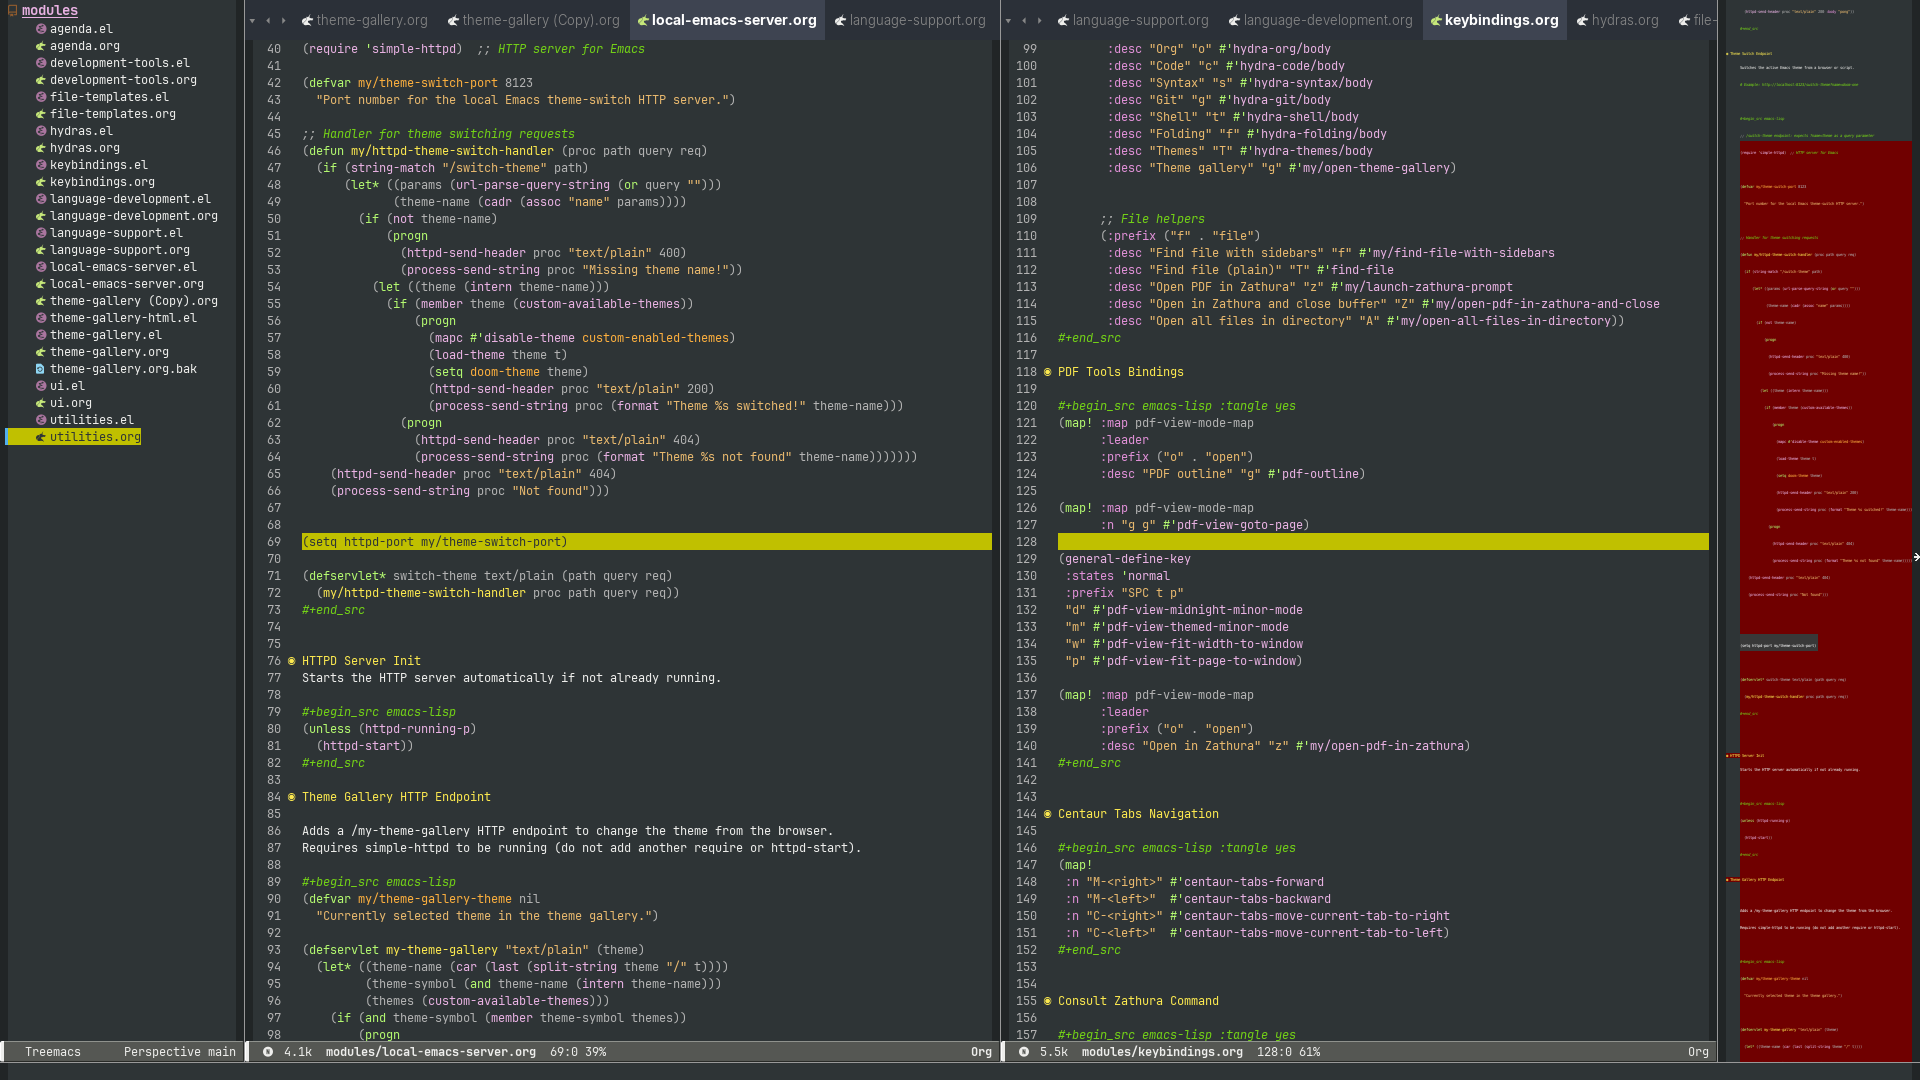 modules
agenda.el
agenda.org
development-tools.el
development-tools.org
file-templates.el
file-templates.org
hydras.el
hydras.org
keybindings.el
keybindings.org
language-development.el
language-development.org
language-support.el
language-support.org
local-emacs-server.el
local-emacs-server.org
theme-gallery (Copy).org
theme-gallery-html.el
theme-gallery.el
theme-gallery.org
theme-gallery.org.bak
ui.el
ui.org
utilities.el
utilities.org
Treemacs Perspective main
theme-gallery.org theme-gallery (Copy).org local-emacs-server.org language-support.org
40 (require 'simple-httpd)  ;; HTTP server for Emacs
41
42 (defvar my/theme-switch-port 8123
43   "Port number for the local Emacs theme-switch HTTP server.")
44
45 ;; Handler for theme switching requests
46 (defun my/httpd-theme-switch-handler (proc path query req)
47   (if (string-match "/switch-theme" path)
48       (let* ((params (url-parse-query-string (or query "")))
49              (theme-name (cadr (assoc "name" params))))
50         (if (not theme-name)
51             (progn
52               (httpd-send-header proc "text/plain" 400)
53               (process-send-string proc "Missing theme name!"))
54           (let ((theme (intern theme-name)))
55             (if (member theme (custom-available-themes))
56                 (progn
57                   (mapc #'disable-theme custom-enabled-themes)
58                   (load-theme theme t)
59                   (setq doom-theme theme)
60                   (httpd-send-header proc "text/plain" 200)
61                   (process-send-string proc (format "Theme %s switched!" theme-name)))
62               (progn
63                 (httpd-send-header proc "text/plain" 404)
64                 (process-send-string proc (format "Theme %s not found" theme-name)))))))
65     (httpd-send-header proc "text/plain" 404)
66     (process-send-string proc "Not found")))
67
68
69 (setq httpd-port my/theme-switch-port)
70
71 (defservlet* switch-theme text/plain (path query req)
72   (my/httpd-theme-switch-handler proc path query req))
73 #+end_src
74
75
76 ◉ HTTPD Server Init
77 Starts the HTTP server automatically if not already running.
78
79 #+begin_src emacs-lisp
80 (unless (httpd-running-p)
81   (httpd-start))
82 #+end_src
83
84 ◉ Theme Gallery HTTP Endpoint
85
86 Adds a /my-theme-gallery HTTP endpoint to change the theme from the browser.
87 Requires simple-httpd to be running (do not add another require or httpd-start).
88
89 #+begin_src emacs-lisp
90 (defvar my/theme-gallery-theme nil
91   "Currently selected theme in the theme gallery.")
92
93 (defservlet my-theme-gallery "text/plain" (theme)
94   (let* ((theme-name (car (last (split-string theme "/" t))))
95          (theme-symbol (and theme-name (intern theme-name)))
96          (themes (custom-available-themes)))
97     (if (and theme-symbol (member theme-symbol themes))
98         (progn
4.1k modules/local-emacs-server.org 69:0 39% Org
language-support.org language-development.org keybindings.org hydras.org file-
99        :desc "Org" "o" #'hydra-org/body
100       :desc "Code" "c" #'hydra-code/body
101       :desc "Syntax" "s" #'hydra-syntax/body
102       :desc "Git" "g" #'hydra-git/body
103       :desc "Shell" "t" #'hydra-shell/body
104       :desc "Folding" "f" #'hydra-folding/body
105       :desc "Themes" "T" #'hydra-themes/body
106       :desc "Theme gallery" "g" #'my/open-theme-gallery)
107
108
109      ;; File helpers
110      (:prefix ("f" . "file")
111       :desc "Find file with sidebars" "f" #'my/find-file-with-sidebars
112       :desc "Find file (plain)" "T" #'find-file
113       :desc "Open PDF in Zathura" "z" #'my/launch-zathura-prompt
114       :desc "Open in Zathura and close buffer" "Z" #'my/open-pdf-in-zathura-and-close
115       :desc "Open all files in directory" "A" #'my/open-all-files-in-directory))
116 #+end_src
117
118 ◉ PDF Tools Bindings
119
120 #+begin_src emacs-lisp :tangle yes
121 (map! :map pdf-view-mode-map
122       :leader
123       :prefix ("o" . "open")
124       :desc "PDF outline" "g" #'pdf-outline)
125
126 (map! :map pdf-view-mode-map
127       :n "g g" #'pdf-view-goto-page)
128
129 (general-define-key
130  :states 'normal
131  :prefix "SPC t p"
132  "d" #'pdf-view-midnight-minor-mode
133  "m" #'pdf-view-themed-minor-mode
134  "w" #'pdf-view-fit-width-to-window
135  "p" #'pdf-view-fit-page-to-window)
136
137 (map! :map pdf-view-mode-map
138       :leader
139       :prefix ("o" . "open")
140       :desc "Open in Zathura" "z" #'my/open-pdf-in-zathura)
141 #+end_src
142
143
144 ◉ Centaur Tabs Navigation
145
146 #+begin_src emacs-lisp :tangle yes
147 (map!
148  :n "M-<right>" #'centaur-tabs-forward
149  :n "M-<left>"  #'centaur-tabs-backward
150  :n "C-<right>" #'centaur-tabs-move-current-tab-to-right
151  :n "C-<left>"  #'centaur-tabs-move-current-tab-to-left)
152 #+end_src
153
154
155 ◉ Consult Zathura Command
156
157 #+begin_src emacs-lisp :tangle yes
5.5k modules/keybindings.org 128:0 61% Org